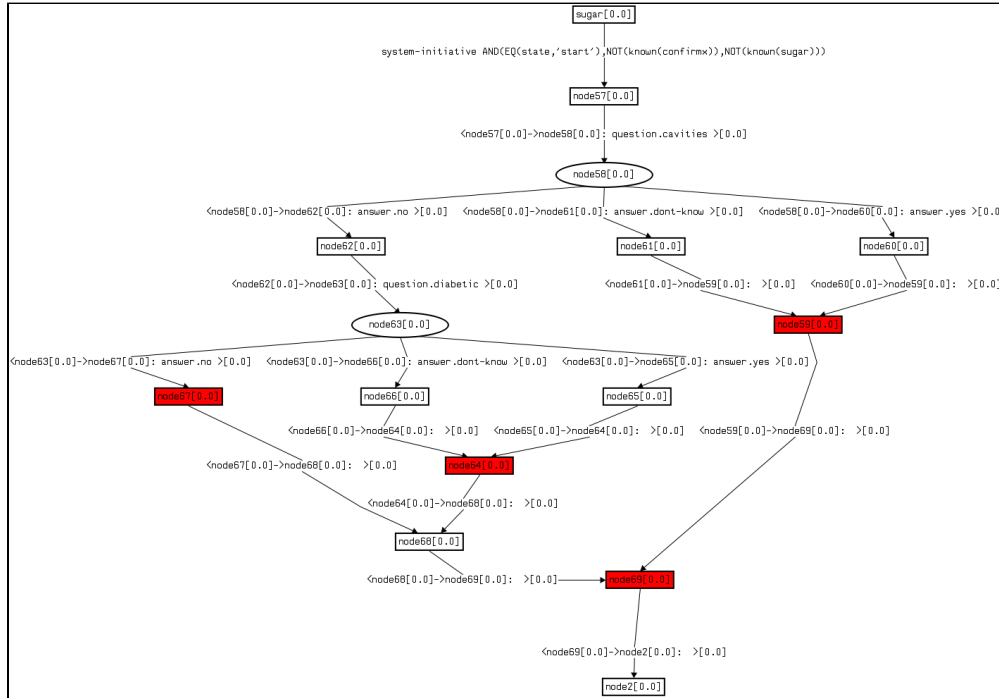 sugar[0.0]
system-initiative AND(EQ(state,'start'),NOT(known(confirmx)),NOT(known(sugar)))
node57[0.0]
<node57[0.0]->node58[0.0]: question.cavities >[0.0]
node58[0.0]
<node58[0.0]->node62[0.0]: answer.no >[0.0] <node58[0.0]->node61[0.0]: answer.dont-know >[0.0] <node58[0.0]->node60[0.0]: answer.yes >[0.0]
node62[0.0] node61[0.0] node60[0.0]
<node62[0.0]->node63[0.0]: question.diabetic >[0.0] <node61[0.0]->node59[0.0]: >[0.0] <node60[0.0]->node59[0.0]: >[0.0]
node63[0.0] node59[0.0]
<node63[0.0]->node67[0.0]: answer.no >[0.0] <node63[0.0]->node66[0.0]: answer.dont-know >[0.0] <node63[0.0]->node65[0.0]: answer.yes >[0.0]
node67[0.0] node66[0.0] node65[0.0]
<node66[0.0]->node64[0.0]: >[0.0] <node65[0.0]->node64[0.0]: >[0.0] <node59[0.0]->node69[0.0]: >[0.0]
<node67[0.0]->node68[0.0]: >[0.0] node64[0.0]
<node64[0.0]->node68[0.0]: >[0.0]
node68[0.0]
<node68[0.0]->node69[0.0]: >[0.0] node69[0.0]
<node69[0.0]->node2[0.0]: >[0.0]
node2[0.0]